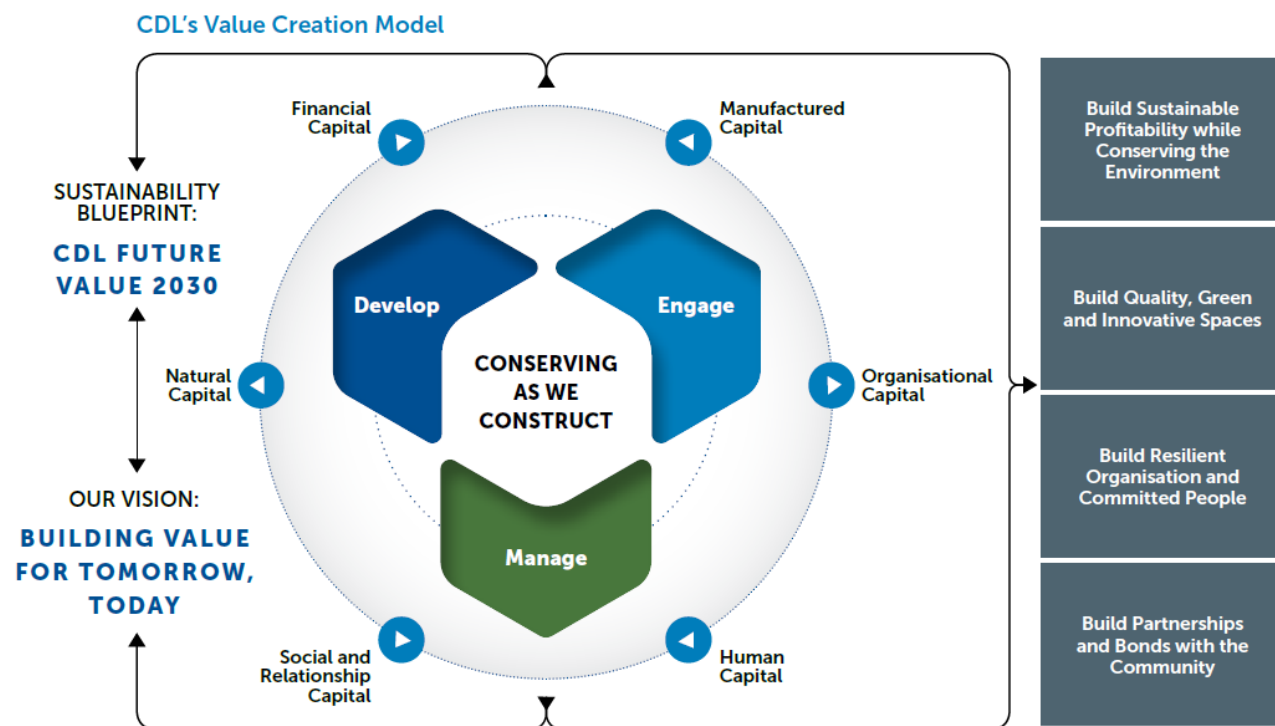 CDL's Value Creation Model
Financial
Capital
Manufactured
Capital
SUSTAINABILITY
BLUEPRINT:
CDL FUTURE
VALUE 2030
Natural
Capital
OUR VISION:
BUILDING VALUE
FOR TOMORROW,
TODAY
Develop
Engage
CONSERVING
AS WE
CONSTRUCT
Manage
Organisational
Capital
Social and
Relationship
Capital
Human
Capital
Build Sustainable
Profitability while
Conserving the
Environment
Build Quality, Green
and Innovative Spaces
Build Resilient
Organisation and
Committed People
Build Partnerships
and Bonds with the
Community